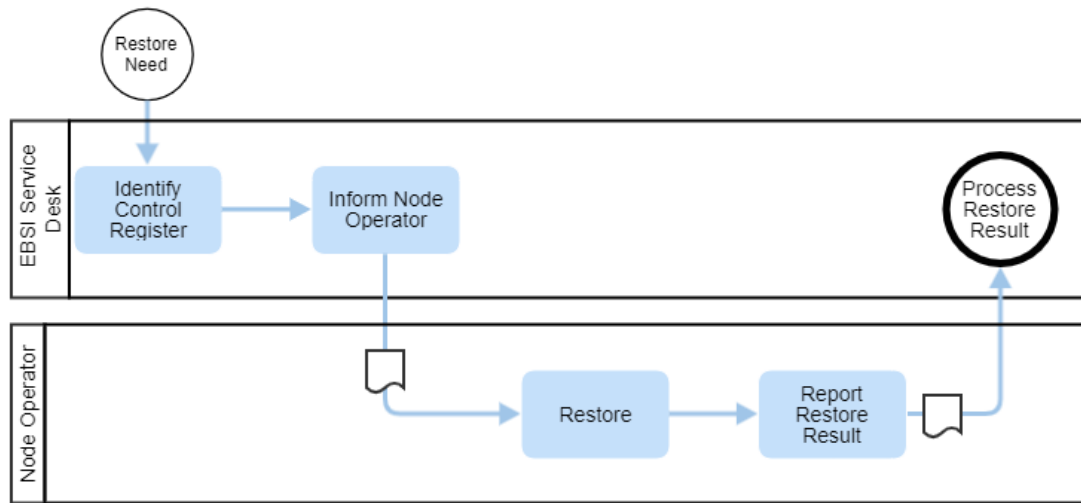 Restore
Need
EBSI Service
Desk
Identify
Control
Register
Inform Node
Operator
Process
Restore
Result
Node Operator
Restore
Report
Restore
Result